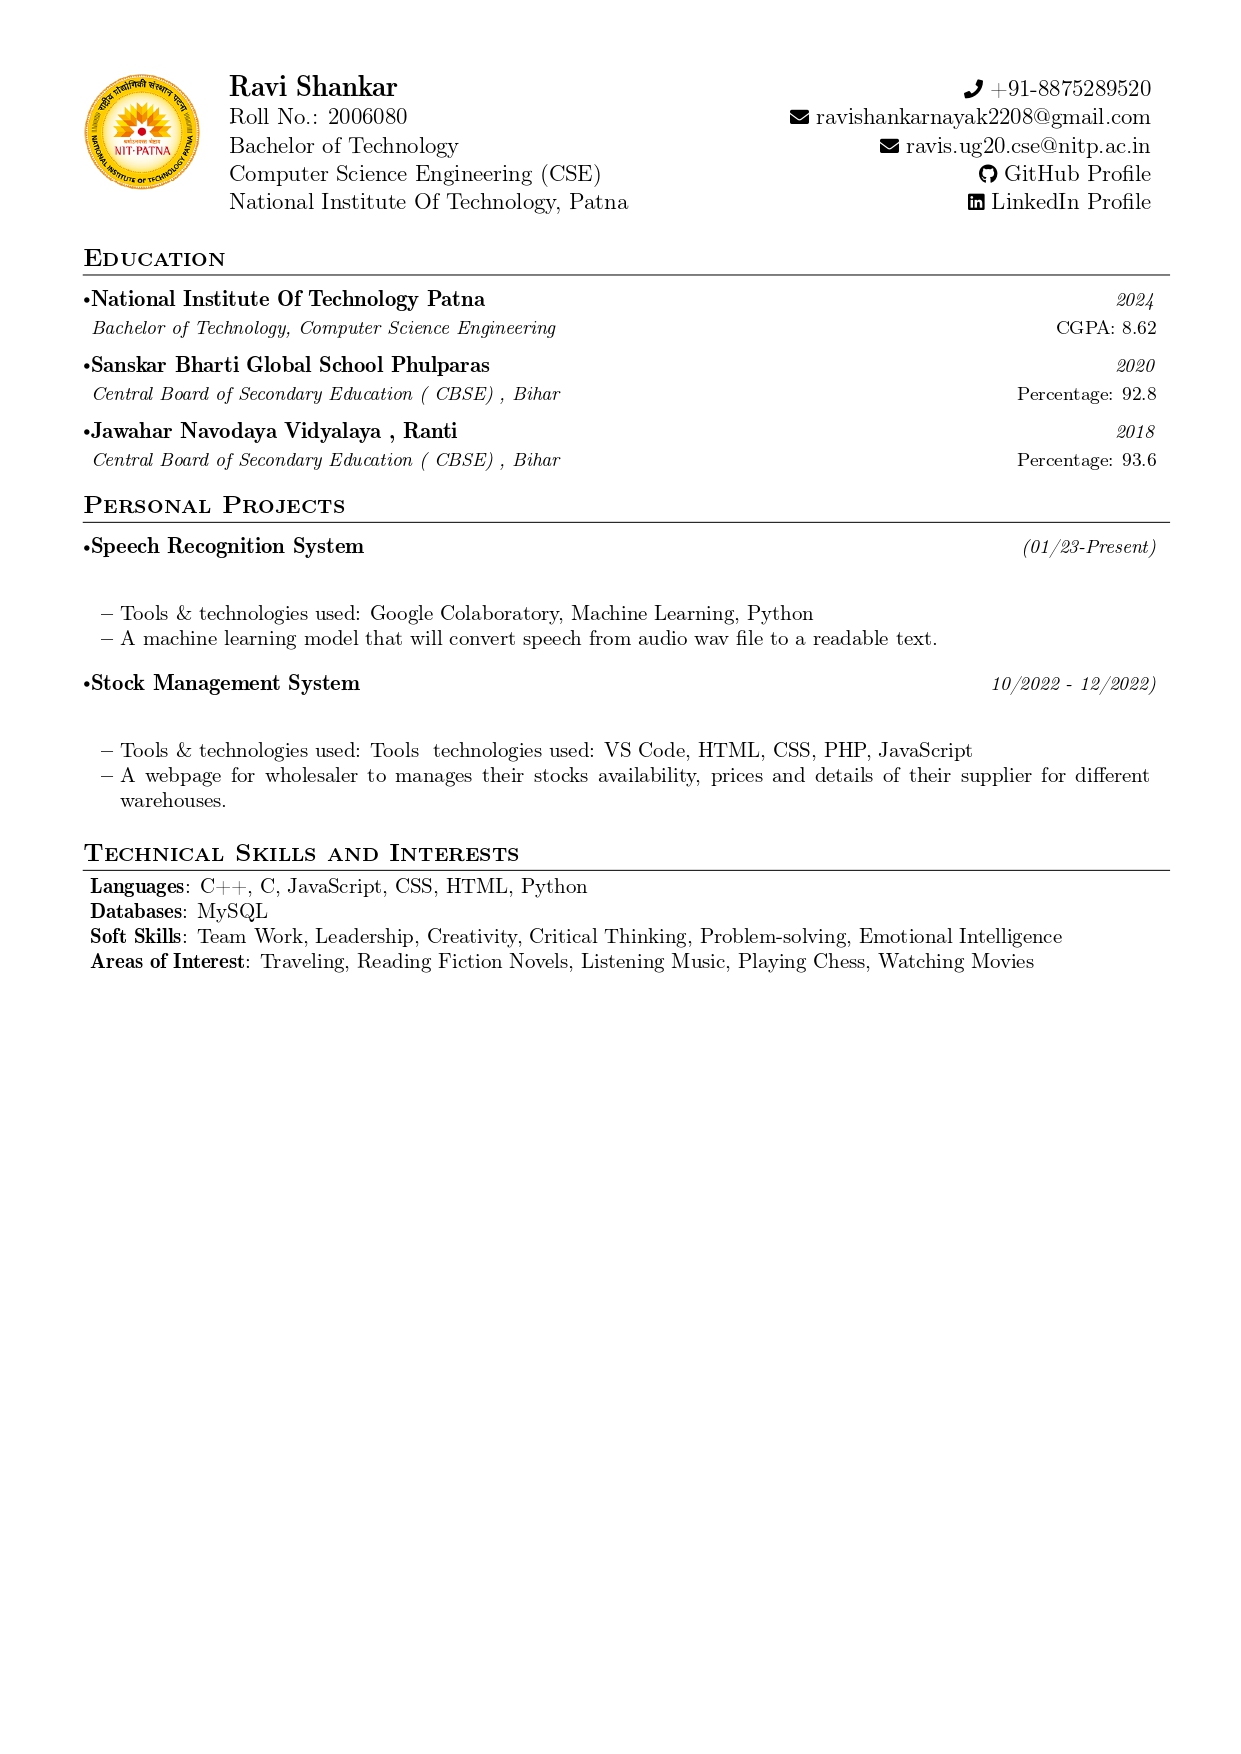 राष्ट्रीय प्रौद्योगिकी संस्थान पटना
NIT-PATNA
NATIONAL INSTITUTE OF TECHNOLOGY PATNA
Ravi Shankar
Roll No.: 2006080
Bachelor of Technology
Computer Science Engineering (CSE)
National Institute Of Technology, Patna
+91-8875289520
ravishankarnayak2208@gmail.com
ravis.ug20.cse@nitp.ac.in
GitHub Profile
LinkedIn Profile
Education
•National Institute Of Technology Patna 2024
Bachelor of Technology, Computer Science Engineering CGPA: 8.62
•Sanskar Bharti Global School Phulparas 2020
Central Board of Secondary Education ( CBSE) , Bihar Percentage: 92.8
•Jawahar Navodaya Vidyalaya , Ranti 2018
Central Board of Secondary Education ( CBSE) , Bihar Percentage: 93.6
Personal Projects
•Speech Recognition System (01/23-Present)
– Tools & technologies used: Google Colaboratory, Machine Learning, Python
– A machine learning model that will convert speech from audio wav file to a readable text.
•Stock Management System 10/2022 - 12/2022)
– Tools & technologies used: Tools technologies used: VS Code, HTML, CSS, PHP, JavaScript
– A webpage for wholesaler to manages their stocks availability, prices and details of their supplier for different
warehouses.
Technical Skills and Interests
Languages: C++, C, JavaScript, CSS, HTML, Python
Databases: MySQL
Soft Skills: Team Work, Leadership, Creativity, Critical Thinking, Problem-solving, Emotional Intelligence
Areas of Interest: Traveling, Reading Fiction Novels, Listening Music, Playing Chess, Watching Movies